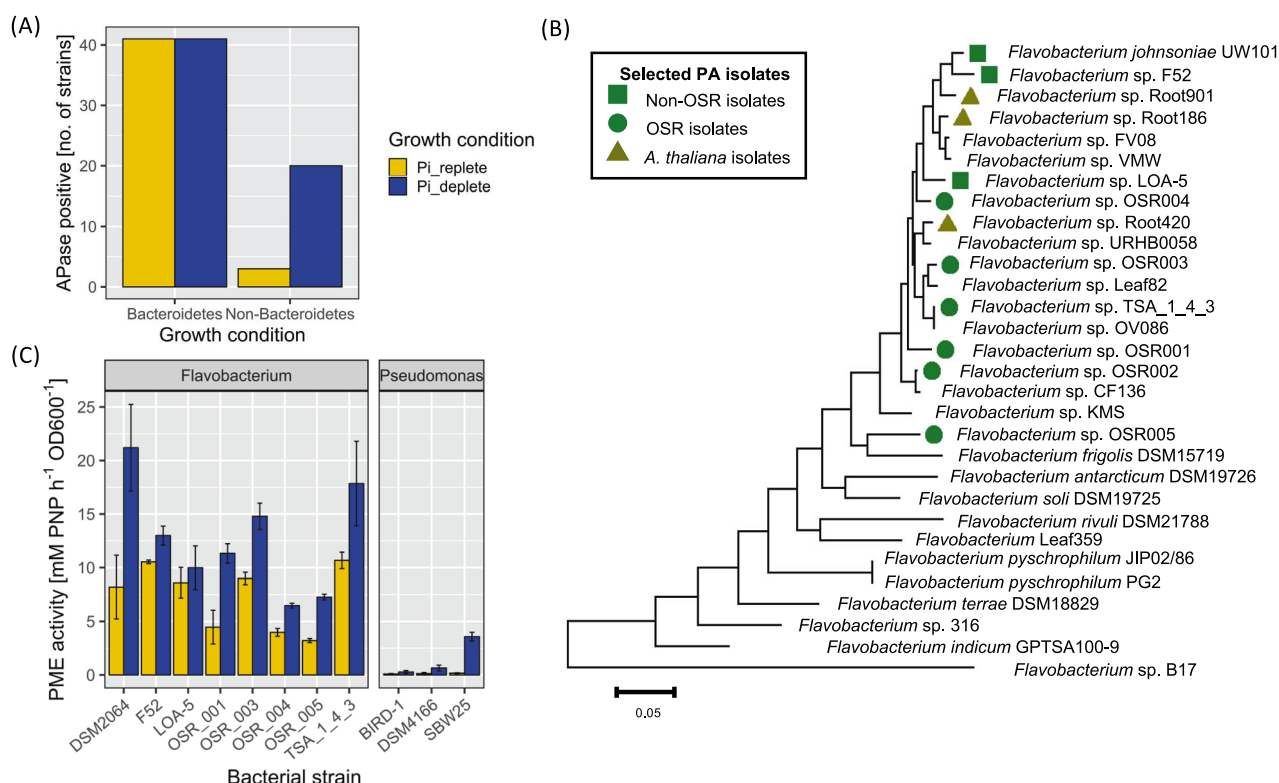 (A)
APase positive [no. of strains]
40
30
20
10
0
Bacteroidetes Non-Bacteroidetes
Growth condition
Growth condition
Pi_replete
Pi_deplete
(B)
Selected PA isolates
Non-OSR isolates
OSR isolates
A. thaliana isolates
Flavobacterium johnsoniae UW101
Flavobacterium sp. F52
Flavobacterium sp. Root901
Flavobacterium sp. Root186
Flavobacterium sp. FV08
Flavobacterium sp. VMW
Flavobacterium sp. LOA-5
Flavobacterium sp. OSR004
Flavobacterium sp. Root420
Flavobacterium sp. URHB0058
Flavobacterium sp. OSR003
Flavobacterium sp. Leaf82
Flavobacterium sp. TSA_1_4_3
Flavobacterium sp. OV086
Flavobacterium sp. OSR001
Flavobacterium sp. OSR002
Flavobacterium sp. CF136
Flavobacterium sp. KMS
Flavobacterium sp. OSR005
Flavobacterium frigolis DSM15719
Flavobacterium antarcticum DSM19726
Flavobacterium soli DSM19725
Flavobacterium rivuli DSM21788
Flavobacterium Leaf359
Flavobacterium pyschrophilum JIP02/86
Flavobacterium pyschrophilum PG2
Flavobacterium terrae DSM18829
Flavobacterium sp. 316
Flavobacterium indicum GPTSA100-9
Flavobacterium sp. B17
0.05
(C)
Flavobacterium
Pseudomonas
PME activity [mM PNP h⁻¹ OD600⁻¹]
25
20
15
10
5
0
DSM2064
F52
LOA-5
OSR_001
OSR_003
OSR_004
OSR_005
TSA_1_4_3
BIRD-1
DSM4166
SBW25
Bacterial strain